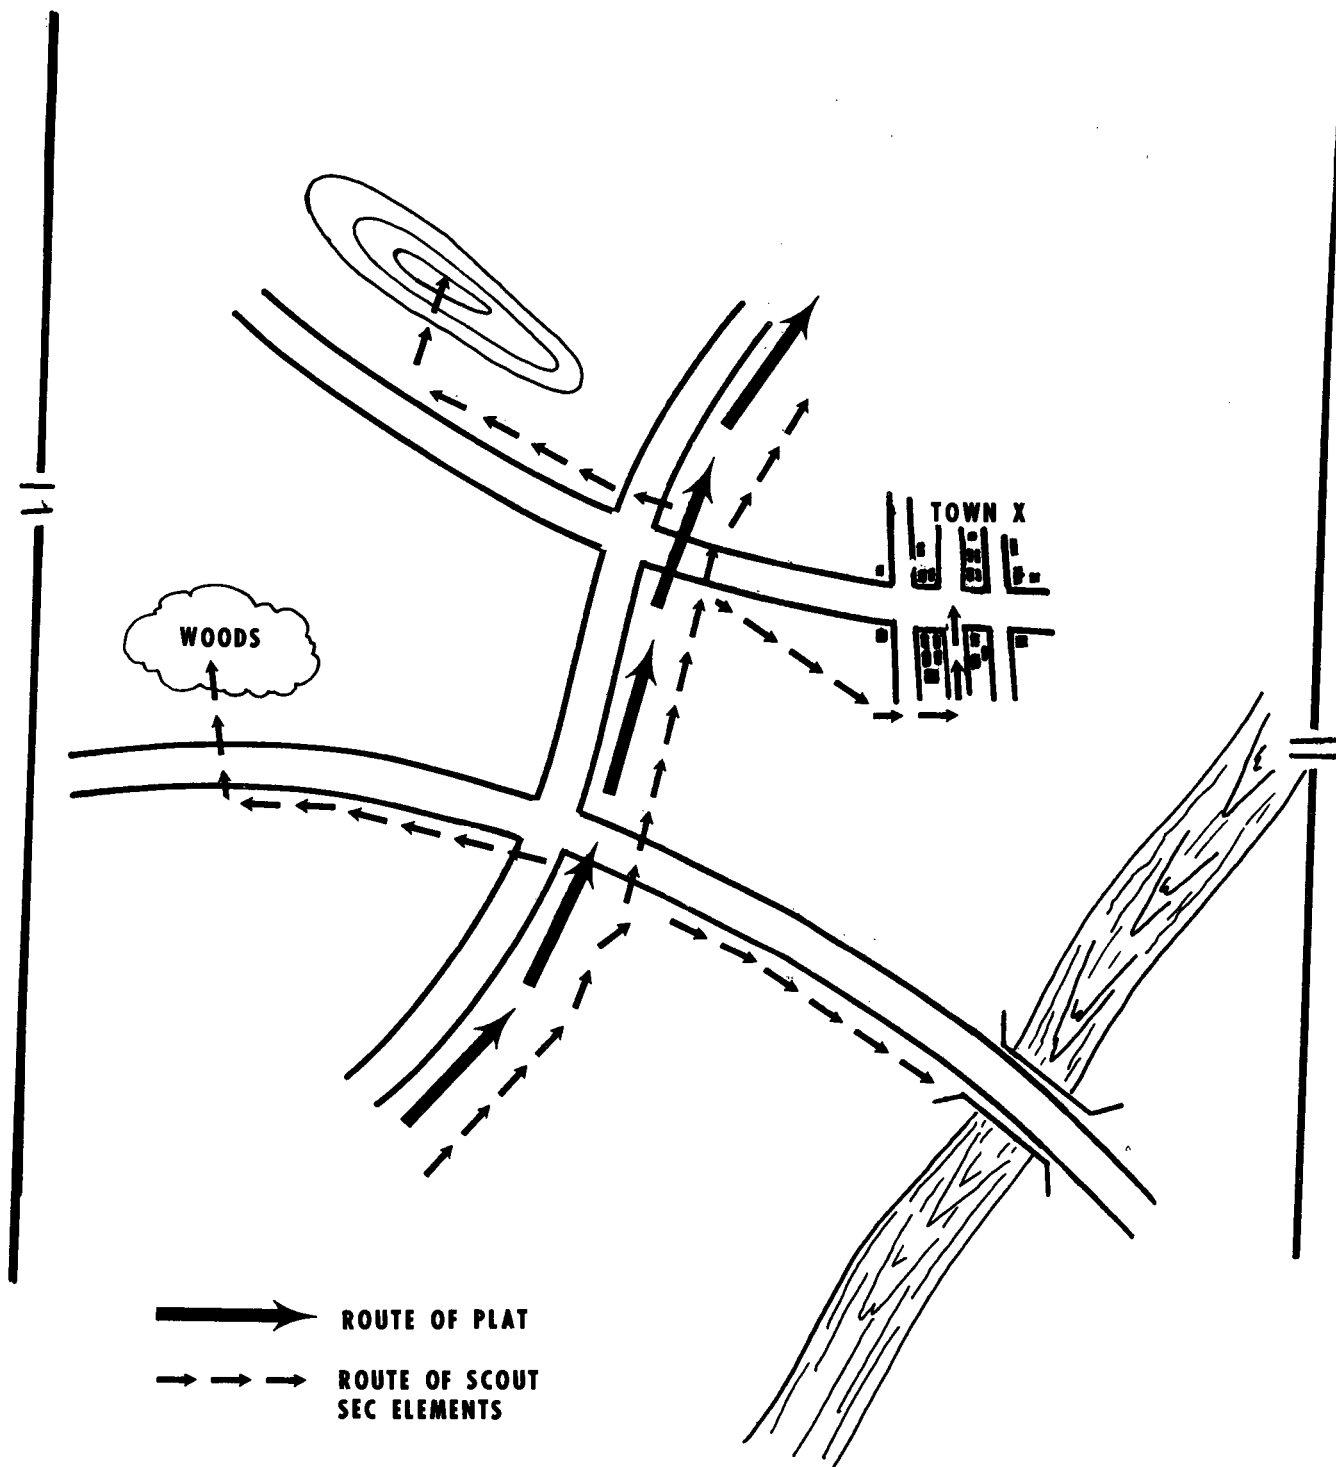 TOWN X
WOODS
ROUTE OF PLAT
ROUTE OF SCOUT
SEC ELEMENTS